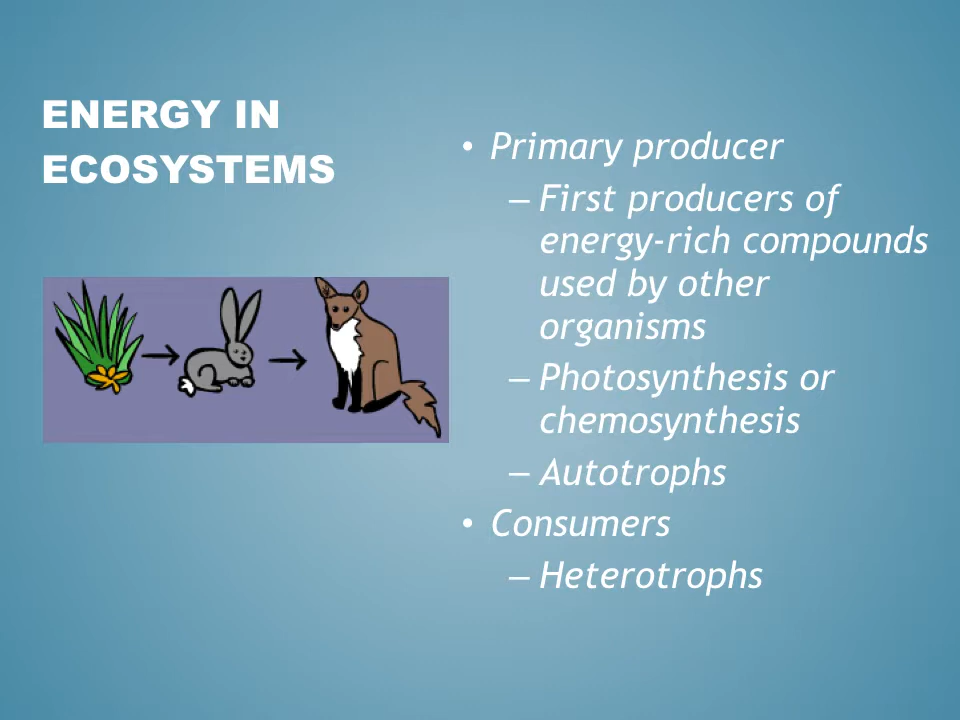 ENERGY IN
ECOSYSTEMS
• Primary producer
– First producers of
energy-rich compounds
used by other
organisms
– Photosynthesis or
chemosynthesis
– Autotrophs
• Consumers
– Heterotrophs